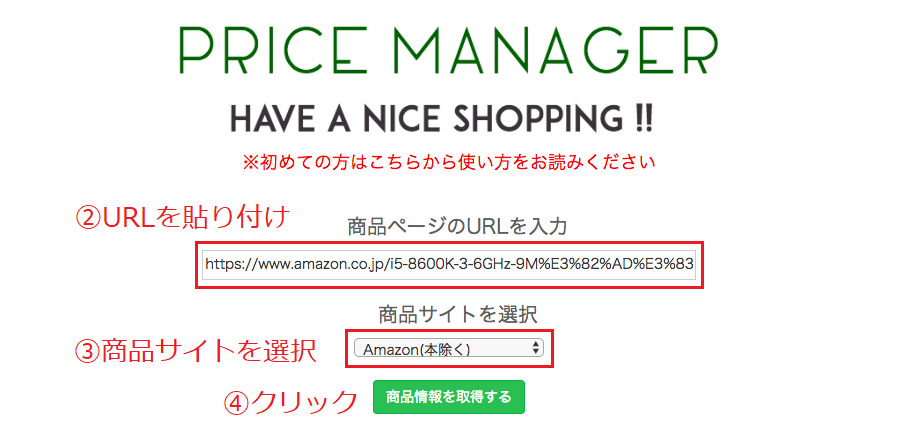 PRICE MANAGER
HAVE A NICE SHOPPING !!
※初めての方はこちらから使い方をお読みください
②URLを貼り付け
商品ページのURLを入力
https://www.amazon.co.jp/i5-8600K-3-6GHz-9M%E3%82%AD%E3%83
商品サイトを選択
③商品サイトを選択
Amazon(本除く)
④クリック
商品情報を取得する